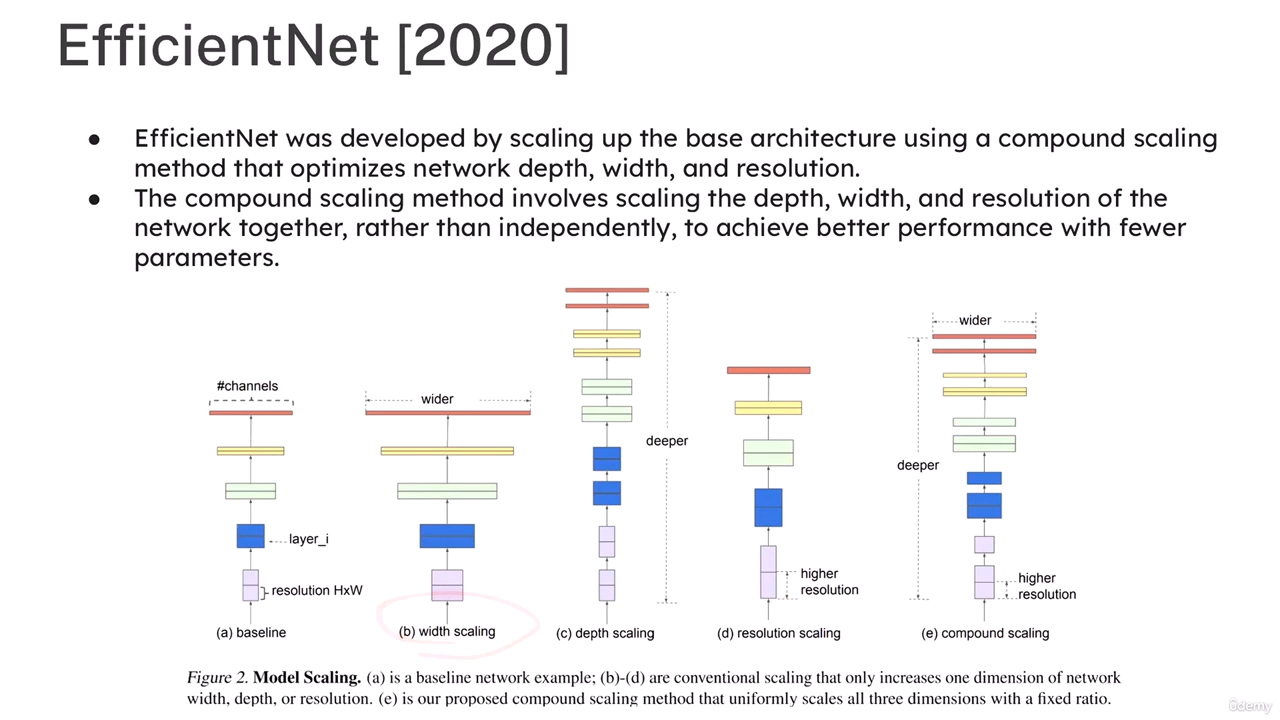 EfficientNet [2020]
● EfficientNet was developed by scaling up the base architecture using a compound scaling
method that optimizes network depth, width, and resolution.
● The compound scaling method involves scaling the depth, width, and resolution of the
network together, rather than independently, to achieve better performance with fewer
parameters.
#channels
layer_i
resolution HxW
(a) baseline
wider
(b) width scaling
deeper
(c) depth scaling
higher
resolution
(d) resolution scaling
wider
deeper
higher
resolution
(e) compound scaling
Figure 2. Model Scaling. (a) is a baseline network example; (b)-(d) are conventional scaling that only increases one dimension of network
width, depth, or resolution. (e) is our proposed compound scaling method that uniformly scales all three dimensions with a fixed ratio.
ûdemy